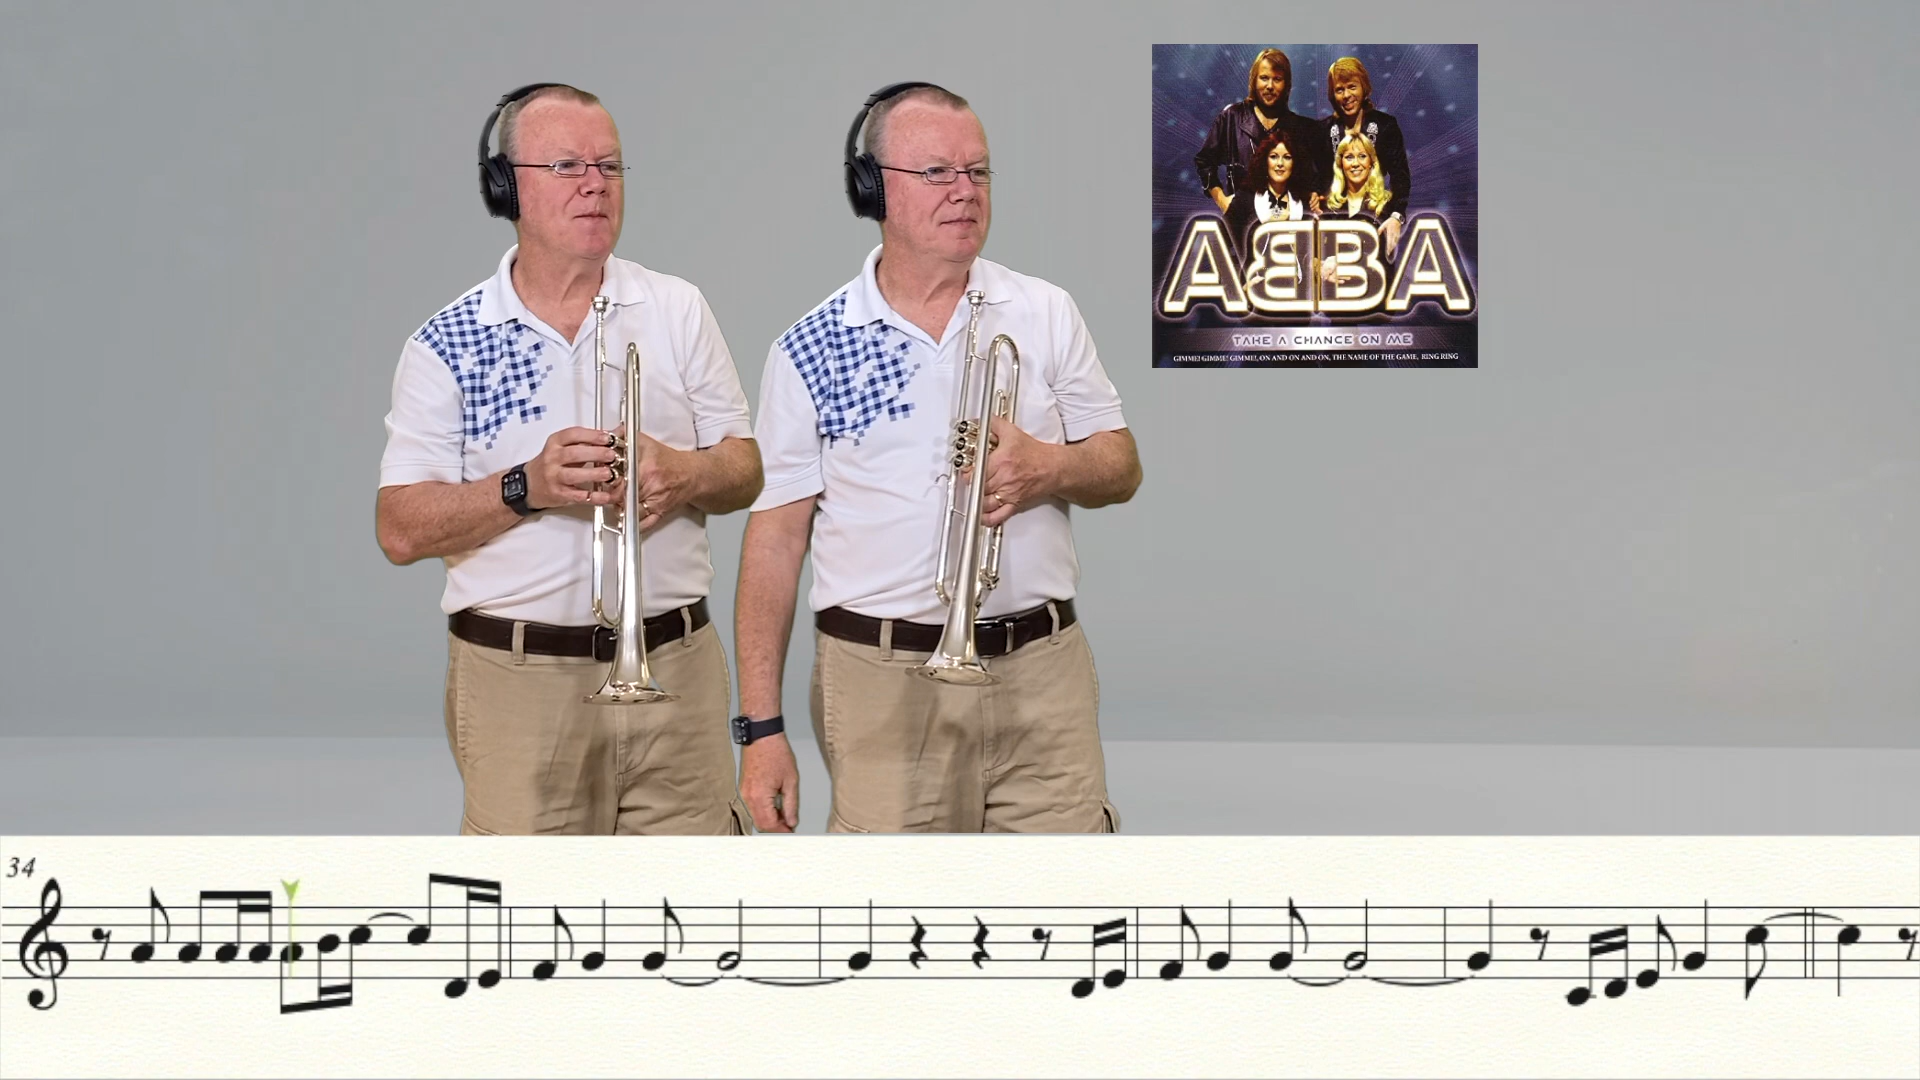 ABBA
TAKE A CHANCE ON ME
GIMME! GIMME! GIMME!, ON AND ON AND ON, THE NAME OF THE GAME, RING RING
34